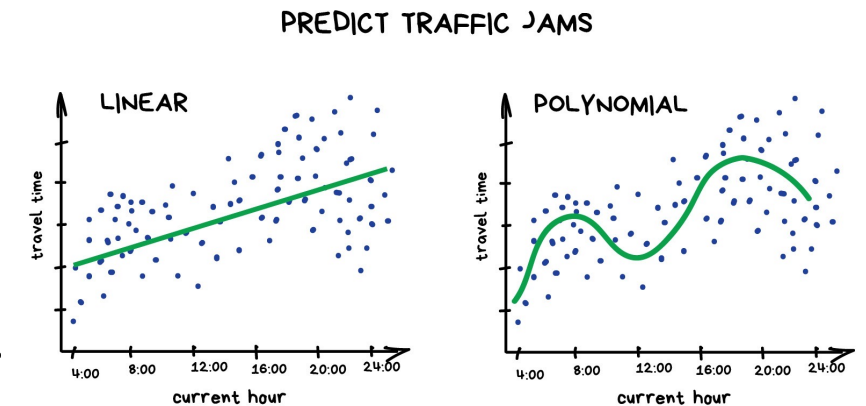 PREDICT TRAFFIC JAMS
LINEAR
travel time
4:00 8:00 12:00 16:00 20:00 24:00
current hour
POLYNOMIAL
travel time
4:00 8:00 12:00 16:00 20:00 24:00
current hour